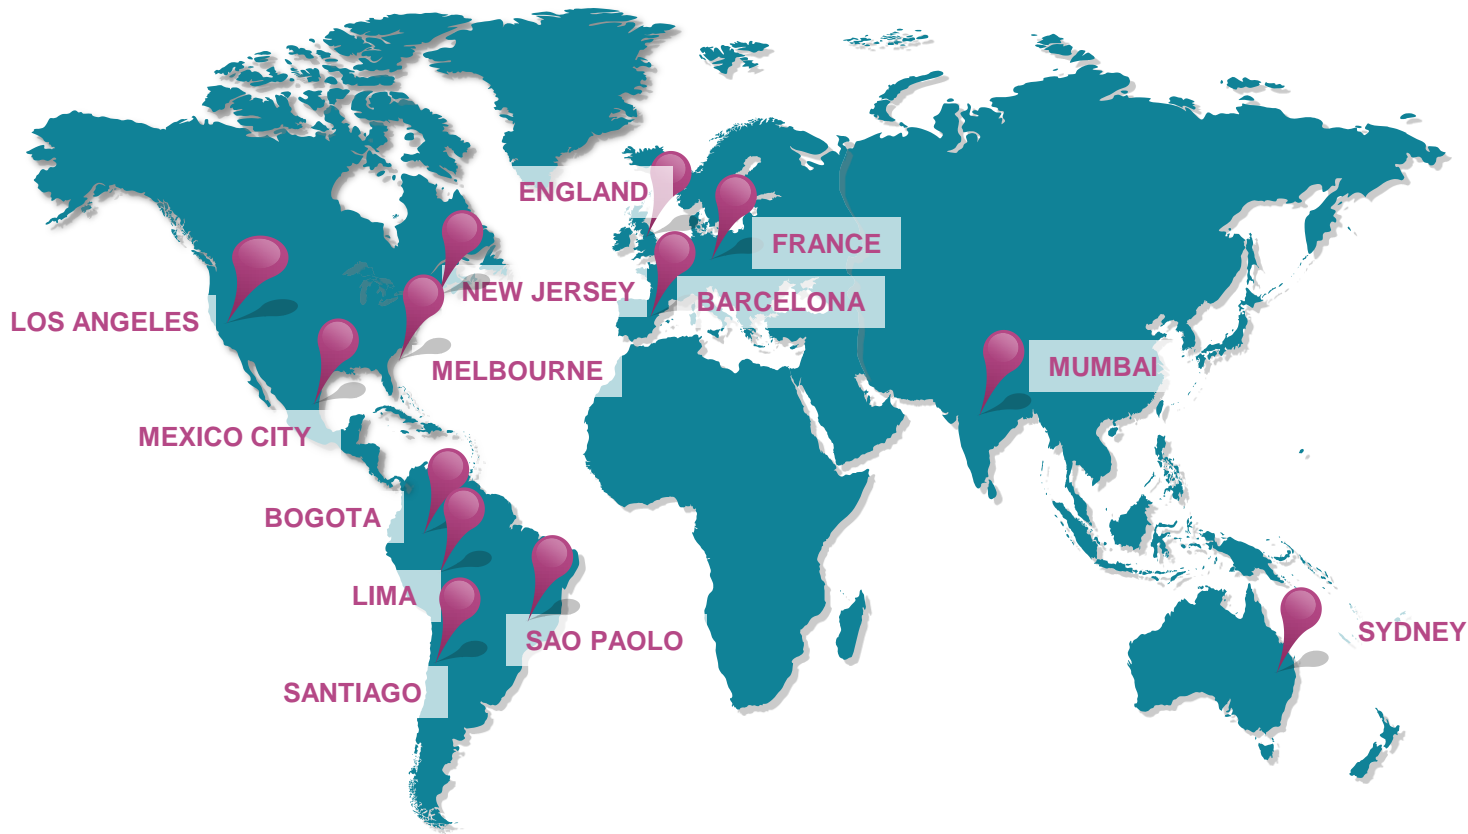 ENGLAND
FRANCE
NEW JERSEY
BARCELONA
LOS ANGELES
MELBOURNE
MUMBAI
MEXICO CITY
BOGOTA
LIMA
SAO PAOLO
SYDNEY
SANTIAGO